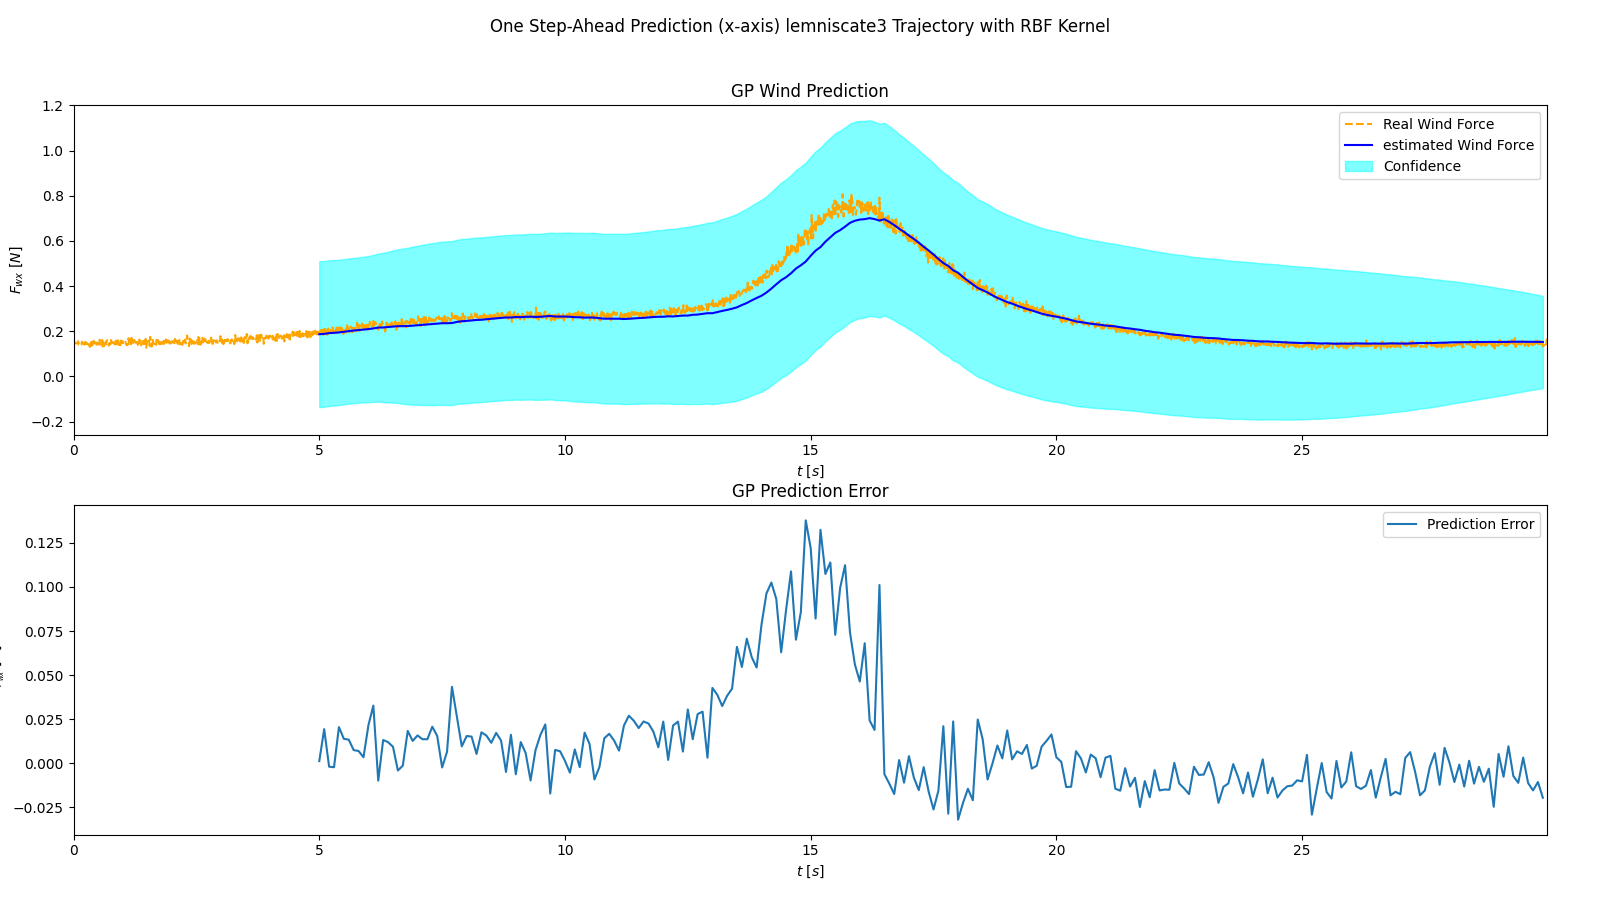 One Step-Ahead Prediction (x-axis) lemniscate3 Trajectory with RBF Kernel
GP Wind Prediction
1.2
1.0
0.8
0.6
0.4
0.2
0.0
−0.2
F_wx [N]
Real Wind Force
estimated Wind Force
Confidence
0 5 10 15 20 25
t [s]
GP Prediction Error
0.125
0.100
0.075
0.050
0.025
0.000
−0.025
Prediction Error
0 5 10 15 20 25
t [s]